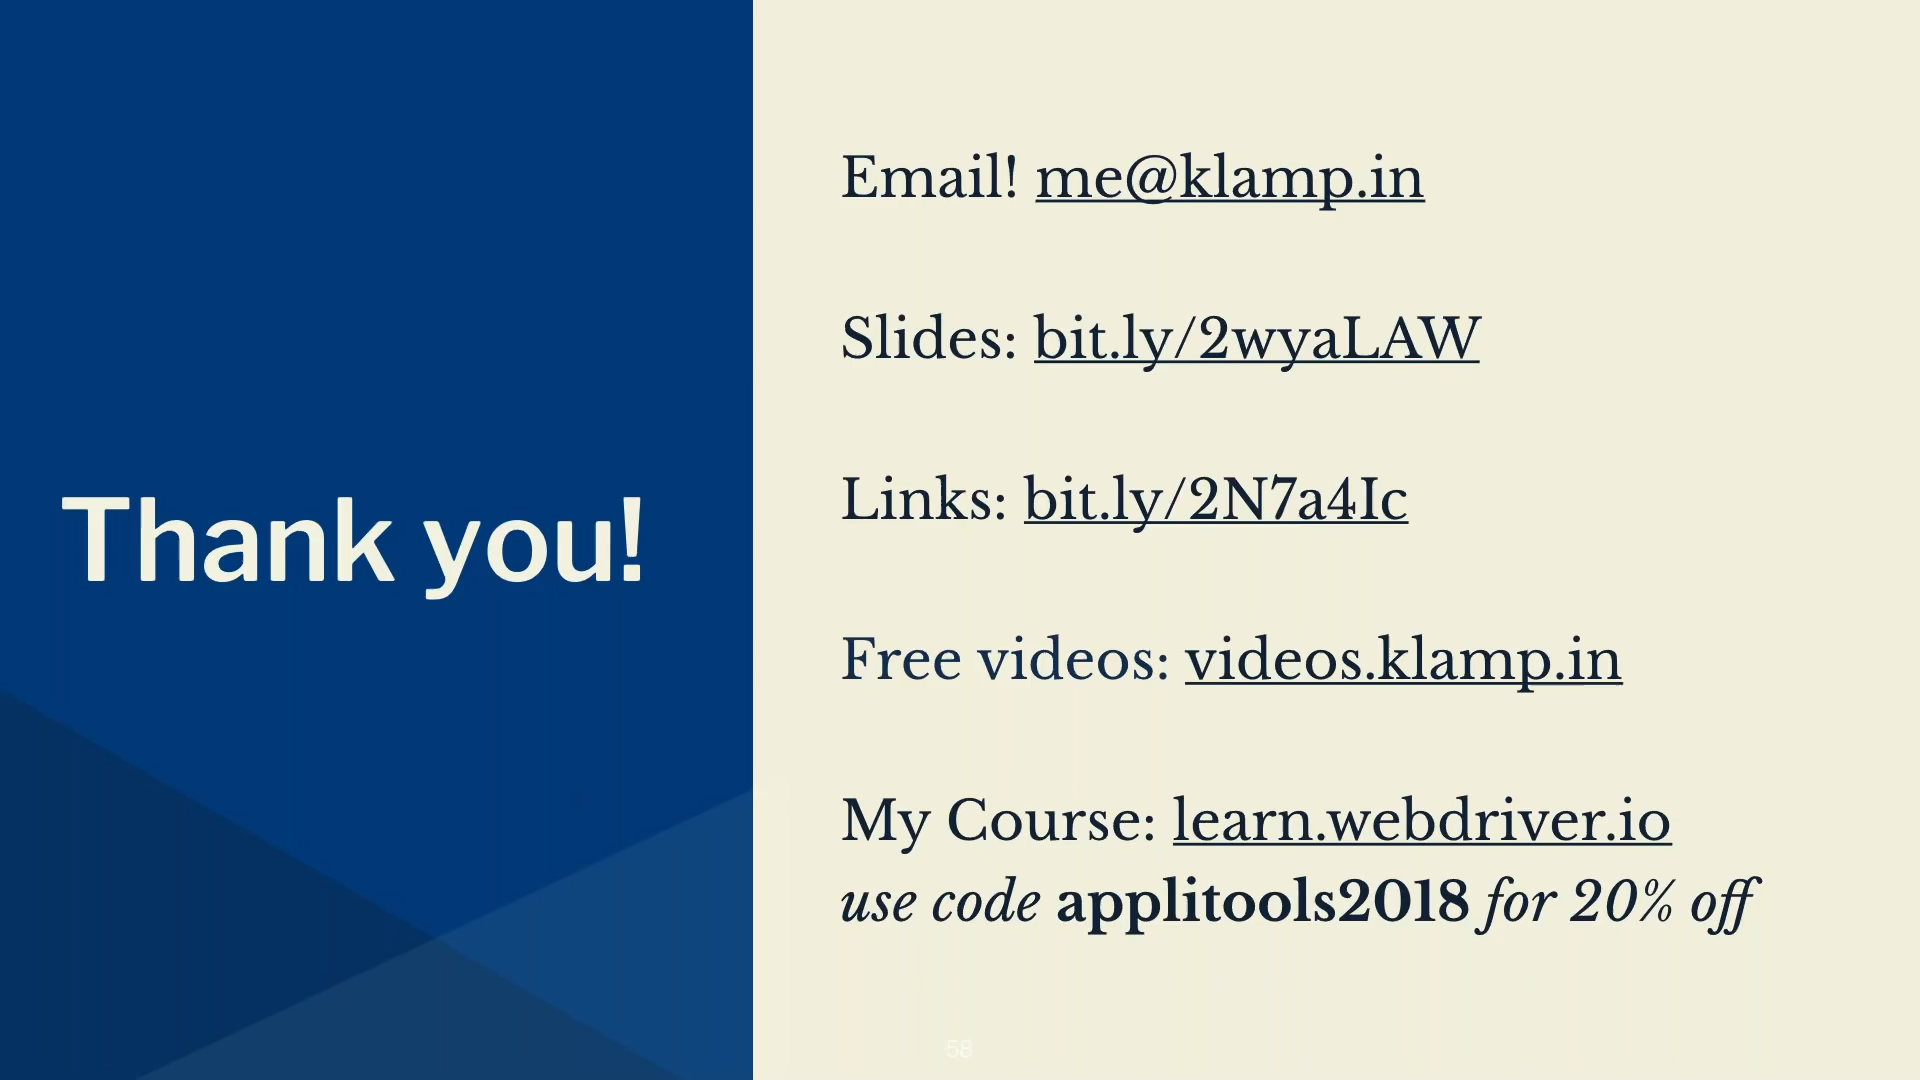 Thank you!
Email! me@klamp.in
Slides: bit.ly/2wyaLAW
Links: bit.ly/2N7a4Ic
Free videos: videos.klamp.in
My Course: learn.webdriver.io
use code applitools2018 for 20% off
58